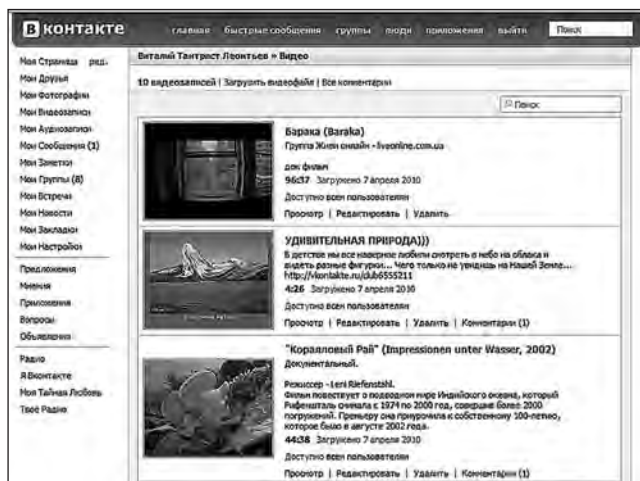 В контакте
главная быстрые сообщения группы люди приложения выйти Поиск
Моя Страница ред.
Мои Друзья
Мои Фотографии
Мои Видеозаписи
Мои Аудиозаписи
Мои Сообщения (1)
Мои Заметки
Мои Группы (8)
Мои Встречи
Мои Новости
Мои Закладки
Мои Настройки
Предложения
Мнения
Приложения
Вопросы
Объявления
Радио
Я ВКонтакте
Моя Тайная Любовь
Твоё Радио
Виталий Тантрист Леонтьев » Видео
10 видеозаписей | Загрузить видеофайл | Все комментарии
Поиск
Барака (Baraka)
Группа Живи онлайн - liveonline.com.ua
док фильм
96:37 Загружено 7 апреля 2010
Доступно всем пользователям
Просмотр | Редактировать | Удалить
УДИВИТЕЛЬНАЯ ПРИРОДА)))
В детстве мы все наверное любили смотреть в небо на облака и
видеть разные фигурки... Чего только не увидишь на Нашей Земле...
http://vkontakte.ru/club6555211
4:26 Загружено 7 апреля 2010
Доступно всем пользователям
Просмотр | Редактировать | Удалить | Комментарии (1)
"Коралловый Рай" (Impressionen unter Wasser, 2002)
Документальный.
Режиссер - Leni Riefenstahl.
Фильм повествует о подводном мире Индийского океана, который
Рифеншталь снимала с 1974 по 2000 год, совершив более 2000
погружений. Премьеру она приурочила к собственному 100-летию,
которое было в августе 2002 года.
44:38 Загружено 7 апреля 2010
Доступно всем пользователям
Просмотр | Редактировать | Удалить | Комментарии (1)